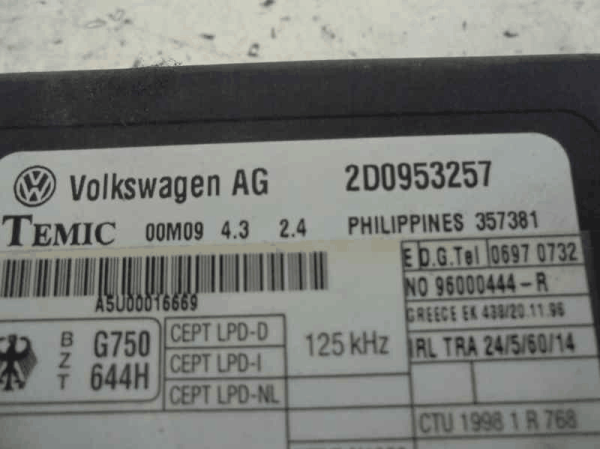 Volkswagen AG 2D0953257
TEMIC 00M09 4.3 2.4 PHILIPPINES 357381
A5U00016669
E D.G.Tel 0697 0732
NO 96000444-R
GREECE EK 438/20.11.96
IRL TRA 24/5/60/14
BZT G750 644H
CEPT LPD-D
CEPT LPD-I
CEPT LPD-NL
125 kHz
CTU 1998 1 R 768